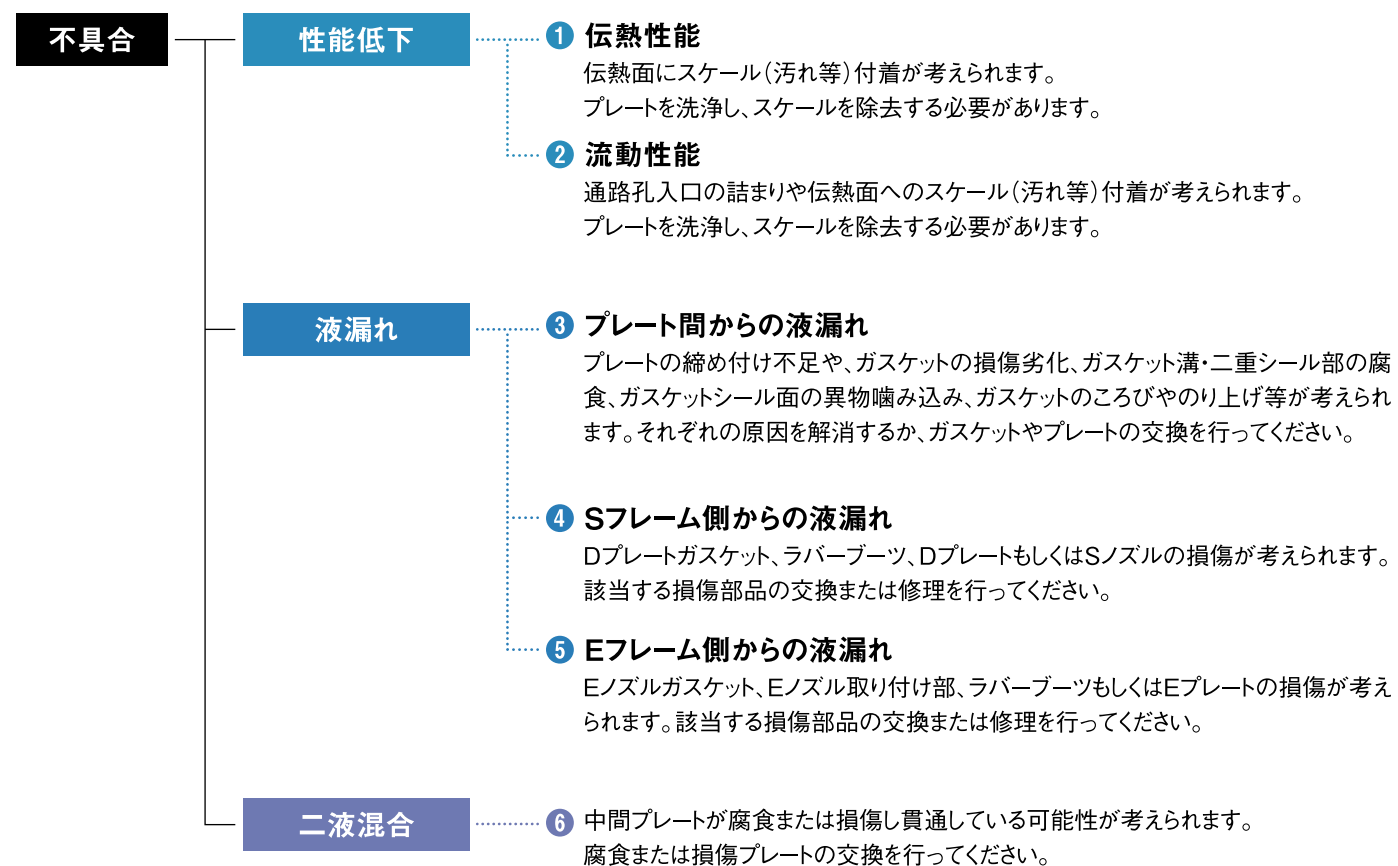 不具合
性能低下
❶ 伝熱性能
伝熱面にスケール(汚れ等)付着が考えられます。
プレートを洗浄し、スケールを除去する必要があります。
❷ 流動性能
通路孔入口の詰まりや伝熱面へのスケール(汚れ等)付着が考えられます。
プレートを洗浄し、スケールを除去する必要があります。
液漏れ
❸ プレート間からの液漏れ
プレートの締め付け不足や、ガスケットの損傷劣化、ガスケット溝・二重シール部の腐
食、ガスケットシール面の異物噛み込み、ガスケットのころびやのり上げ等が考えられ
ます。それぞれの原因を解消するか、ガスケットやプレートの交換を行ってください。
❹ Sフレーム側からの液漏れ
Dプレートガスケット、ラバーブーツ、DプレートもしくはSノズルの損傷が考えられます。
該当する損傷部品の交換または修理を行ってください。
❺ Eフレーム側からの液漏れ
Eノズルガスケット、Eノズル取り付け部、ラバーブーツもしくはEプレートの損傷が考え
られます。該当する損傷部品の交換または修理を行ってください。
二液混合
❻ 中間プレートが腐食または損傷し貫通している可能性が考えられます。
腐食または損傷プレートの交換を行ってください。